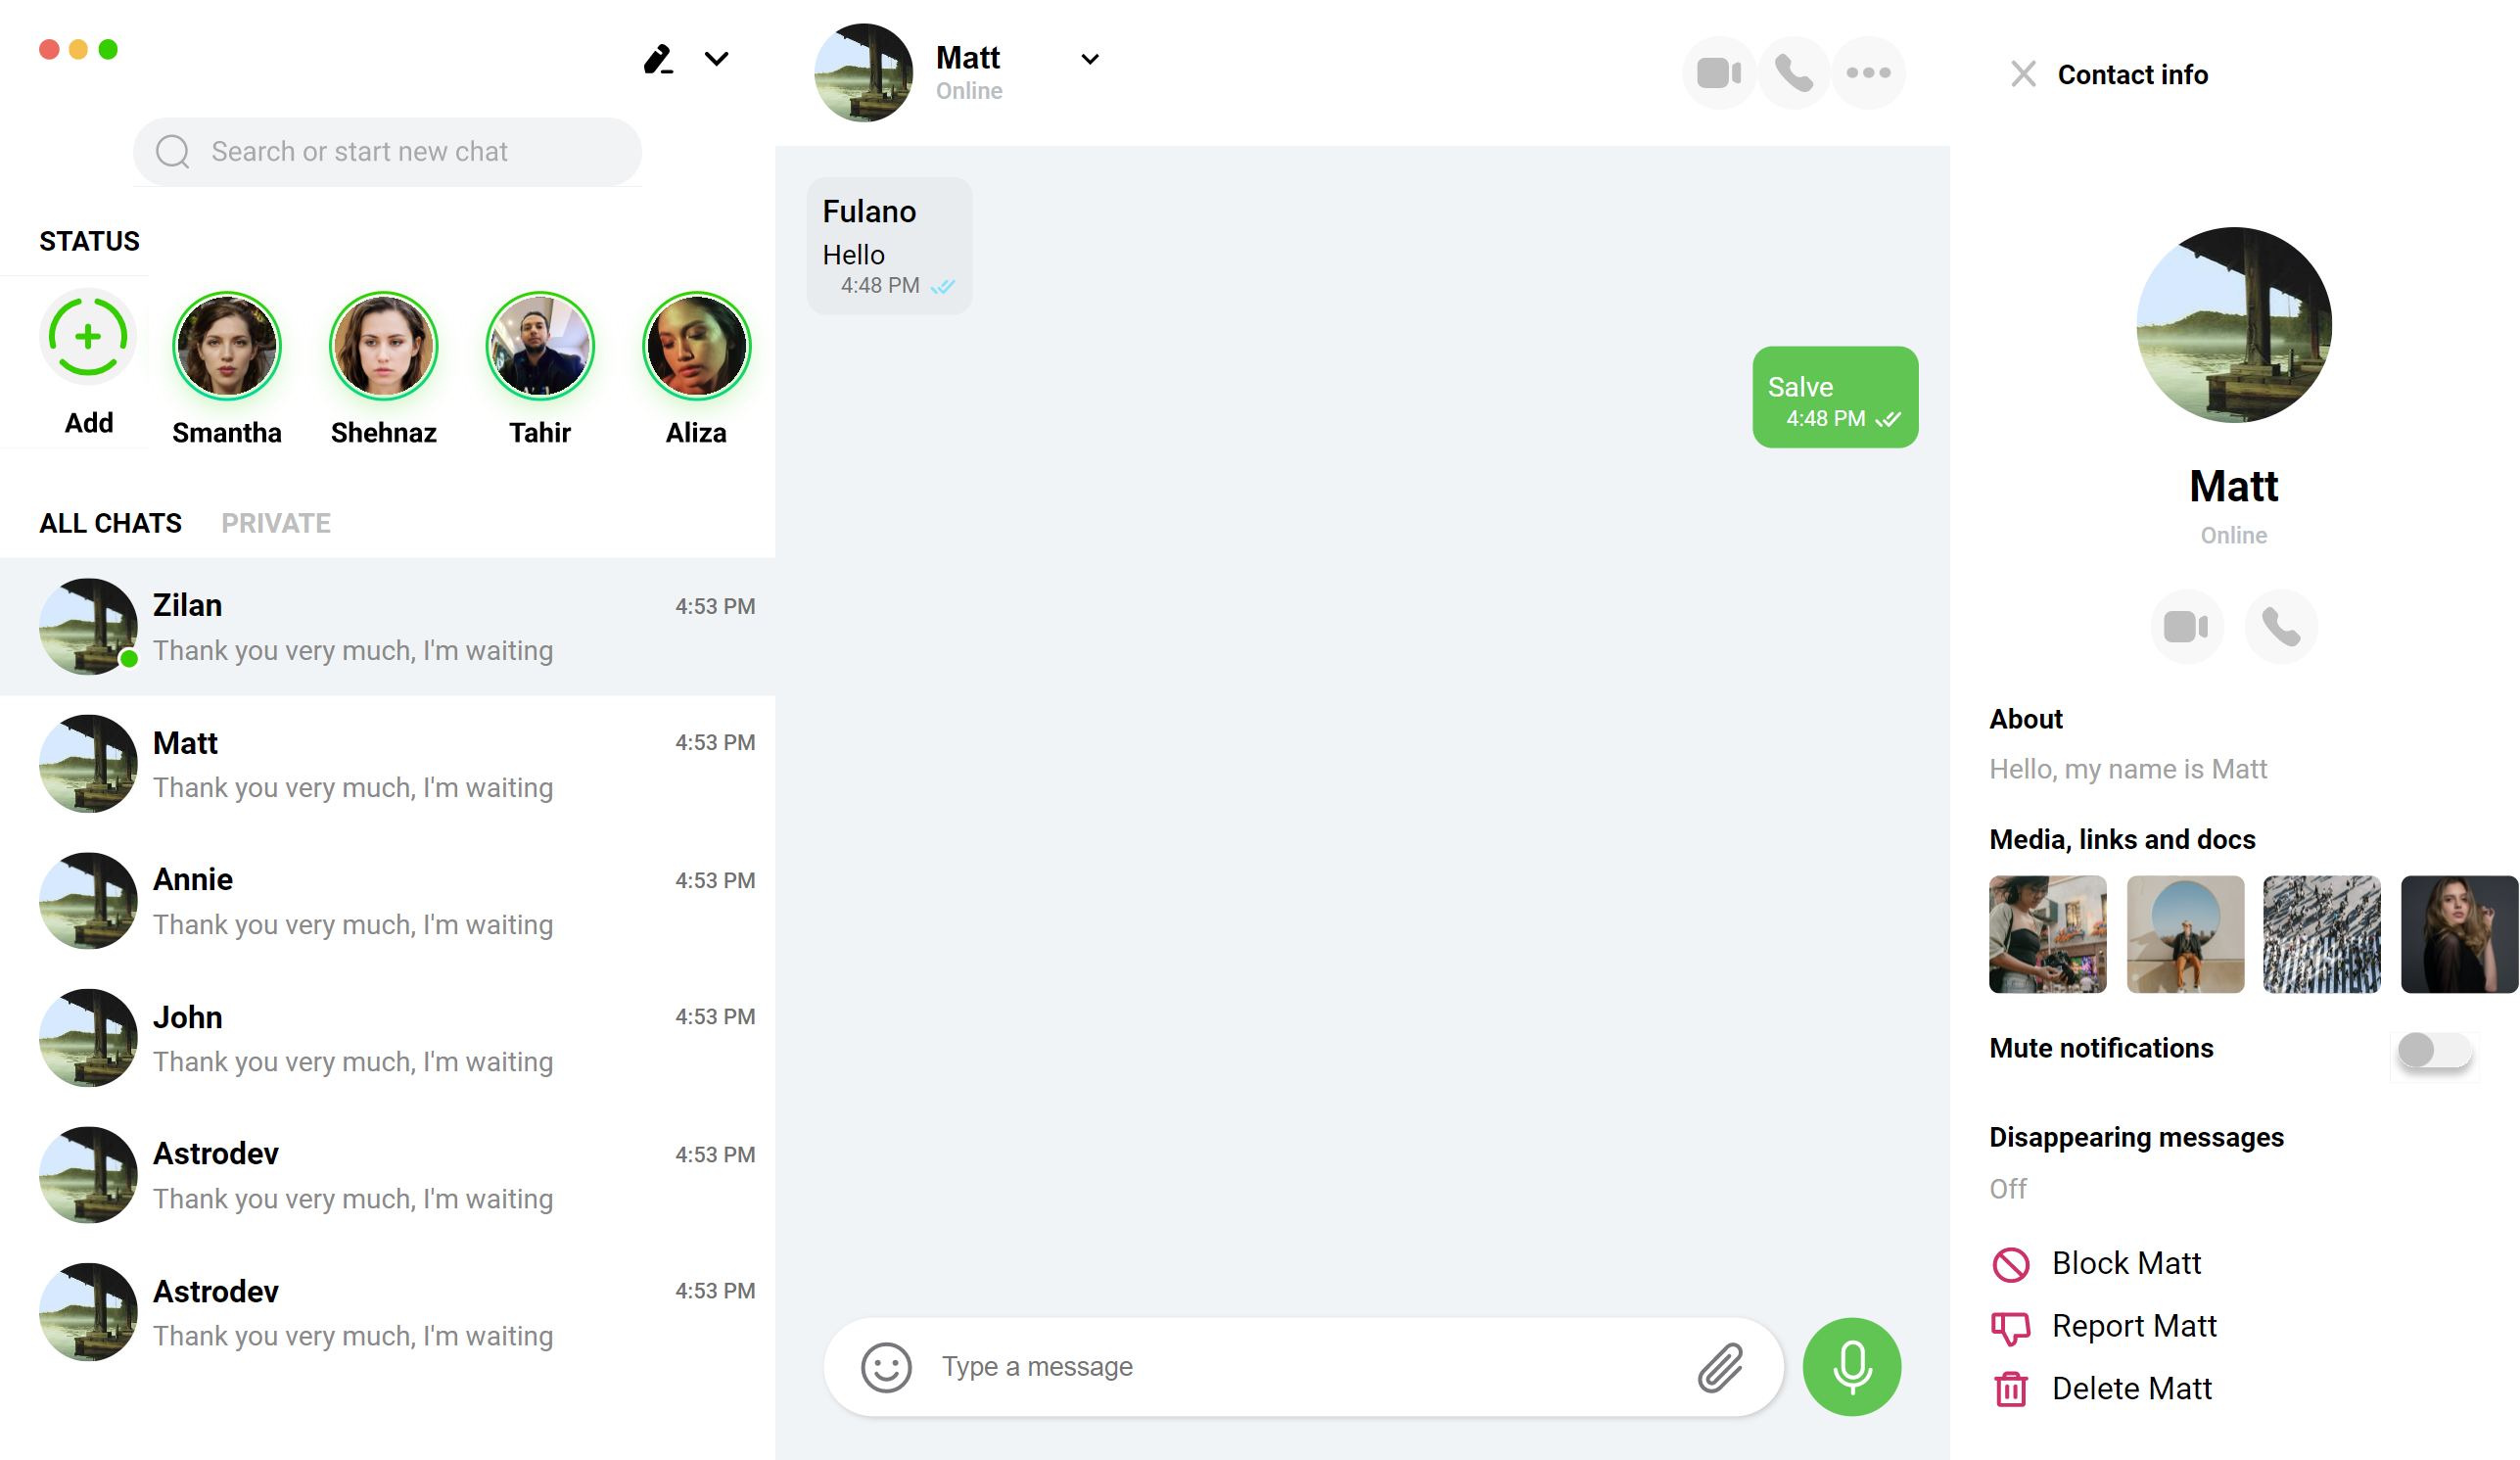 Search or start new chat
STATUS
Add
Smantha
Shehnaz
Tahir
Aliza
ALL CHATS
PRIVATE
Zilan
4:53 PM
Thank you very much, I'm waiting
Matt
4:53 PM
Thank you very much, I'm waiting
Annie
4:53 PM
Thank you very much, I'm waiting
John
4:53 PM
Thank you very much, I'm waiting
Astrodev
4:53 PM
Thank you very much, I'm waiting
Astrodev
4:53 PM
Thank you very much, I'm waiting
Matt
Online
Fulano
Hello
4:48 PM
Salve
4:48 PM
Type a message
Contact info
Matt
Online
About
Hello, my name is Matt
Media, links and docs
Mute notifications
Disappearing messages
Off
Block Matt
Report Matt
Delete Matt